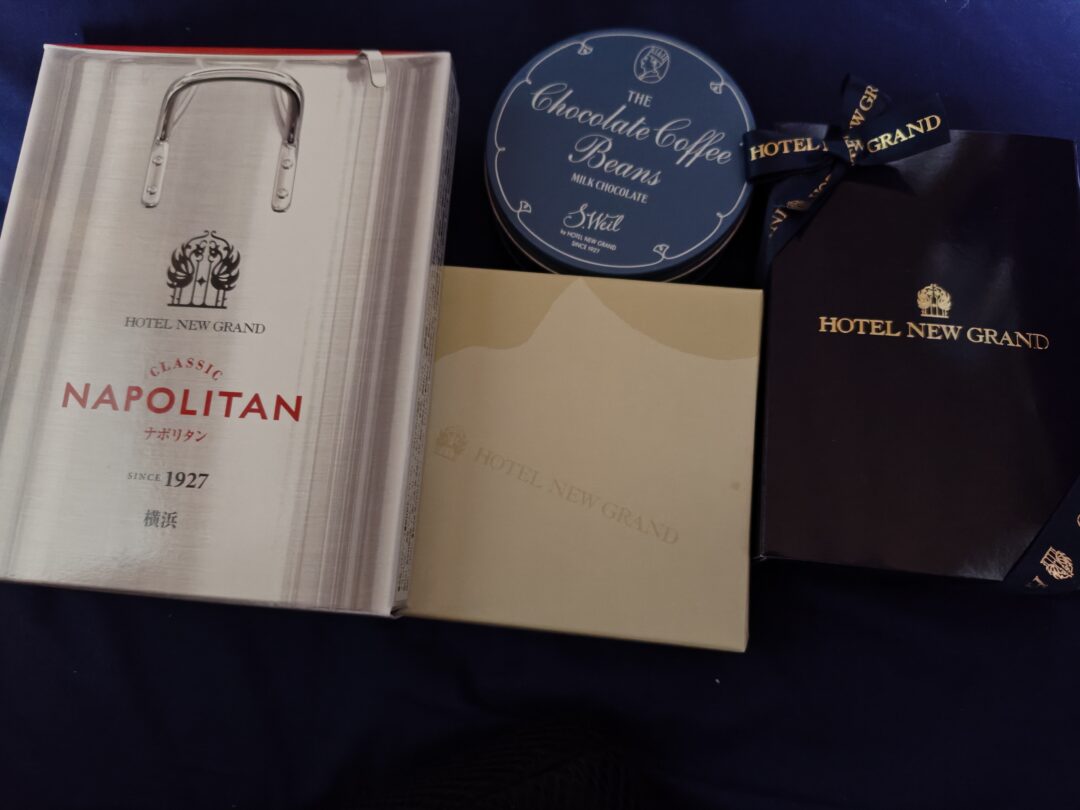 HOTEL NEW GRAND
CLASSIC
NAPOLITAN
ナポリタン
SINCE 1927
横浜
THE
Chocolate Coffee
Beans
MILK CHOCOLATE
S.Weil
by HOTEL NEW GRAND
SINCE 1927
HOTEL NEW GRAND
HOTEL
GRAND
HOTEL NEW GRAND